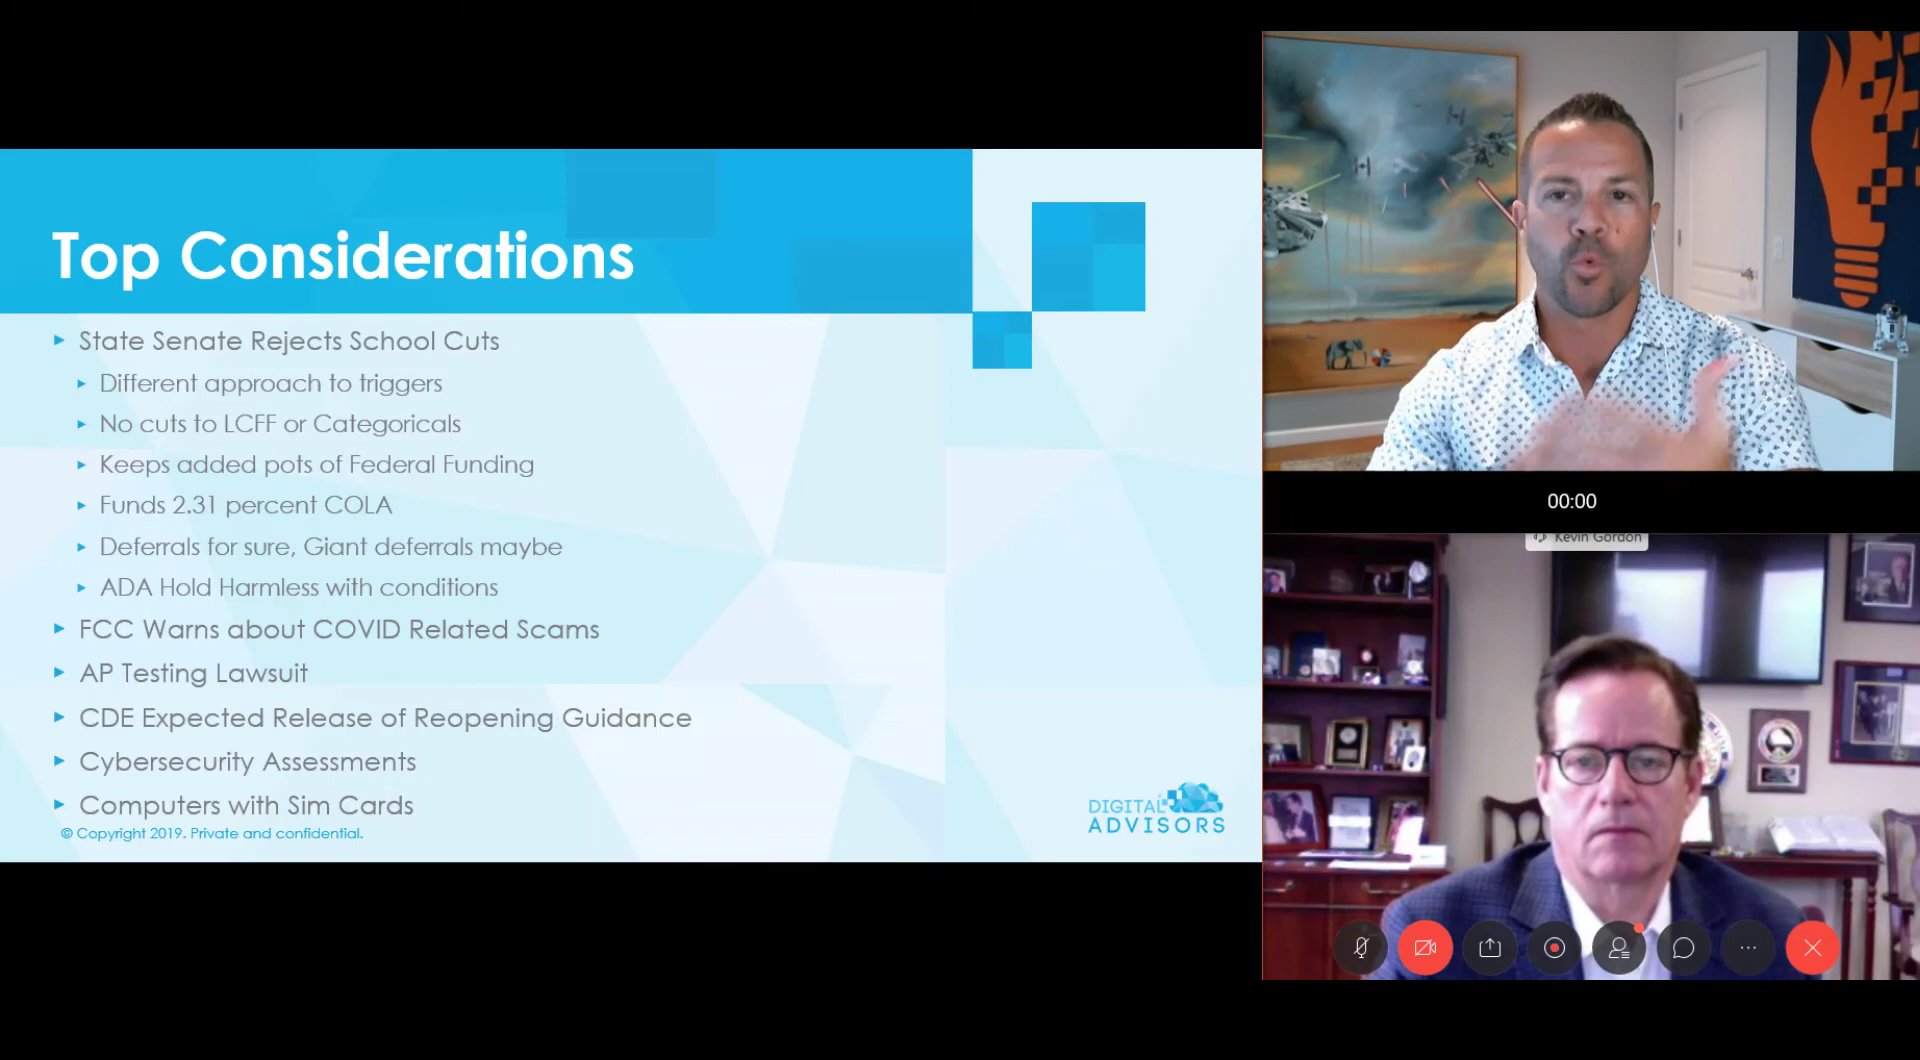 Top Considerations
State Senate Rejects School Cuts
Different approach to triggers
No cuts to LCFF or Categoricals
Keeps added pots of Federal Funding
Funds 2.31 percent COLA
Deferrals for sure, Giant deferrals maybe
ADA Hold Harmless with conditions
FCC Warns about COVID Related Scams
AP Testing Lawsuit
CDE Expected Release of Reopening Guidance
Cybersecurity Assessments
Computers with Sim Cards
© Copyright 2019. Private and confidential.
DIGITAL
ADVISORS
00:00
Kevin Gordon